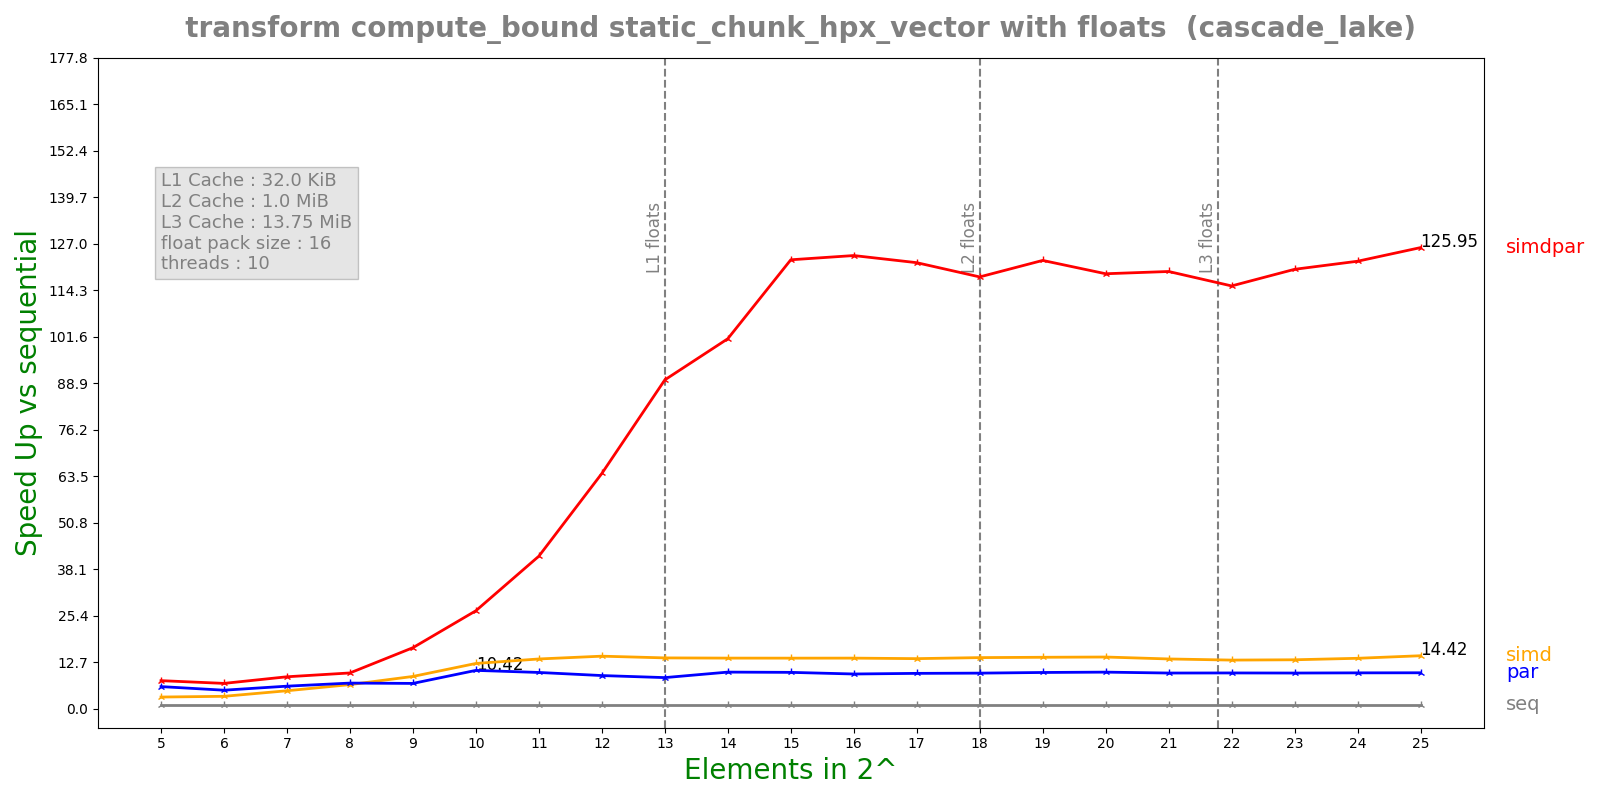 transform compute_bound static_chunk_hpx_vector with floats  (cascade_lake)
Speed Up vs sequential
177.8
165.1
152.4
139.7
127.0
114.3
101.6
88.9
76.2
63.5
50.8
38.1
25.4
12.7
0.0
L1 Cache : 32.0 KiB
L2 Cache : 1.0 MiB
L3 Cache : 13.75 MiB
float pack size : 16
threads : 10
L1 floats
L2 floats
L3 floats
125.95
simdpar
10.42
14.42
simd
par
seq
5 6 7 8 9 10 11 12 13 14 15 16 17 18 19 20 21 22 23 24 25
Elements in 2^